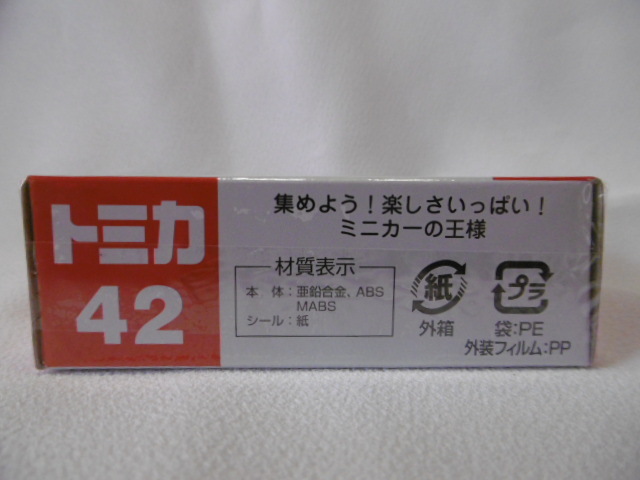 トミカ
42
集めよう！楽しさいっぱい！
ミニカーの王様
材質表示
本 体：亜鉛合金、ABS
MABS
シール：紙
紙
外箱
プラ
袋：PE
外装フィルム：PP